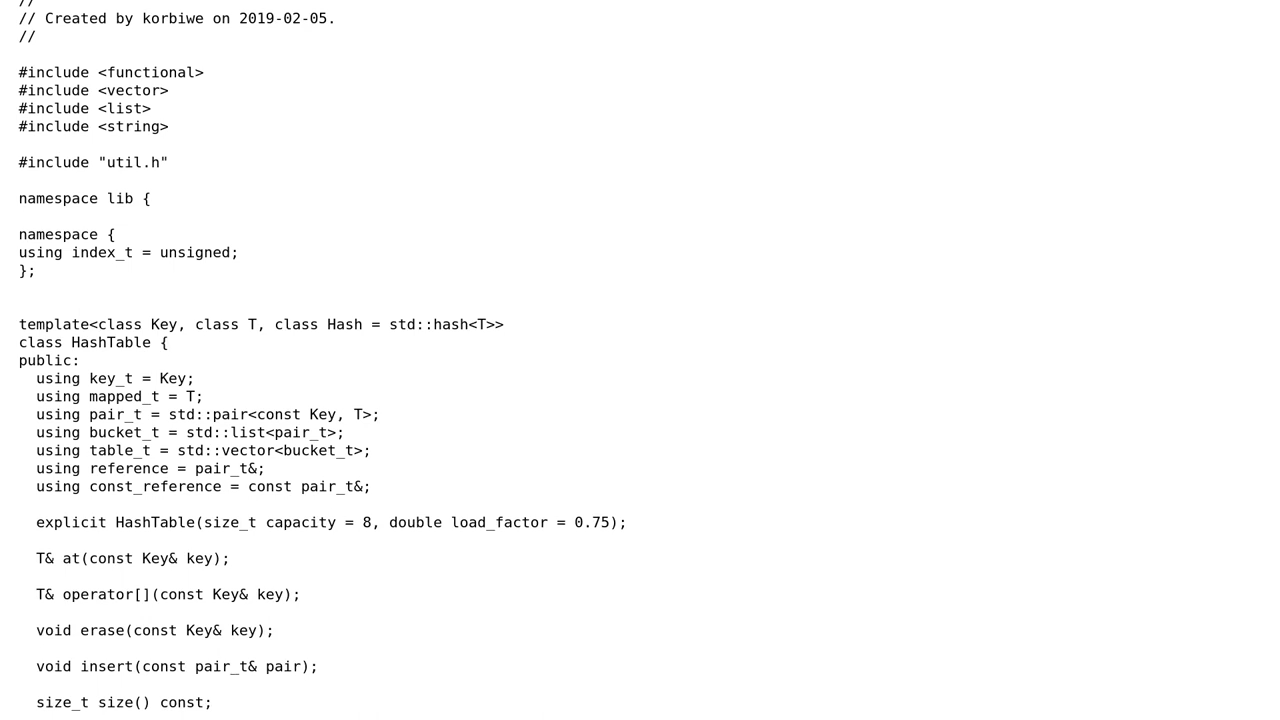 //
// Created by korbiwe on 2019-02-05.
//
#include <functional>
#include <vector>
#include <list>
#include <string>
#include "util.h"
namespace lib {
namespace {
using index_t = unsigned;
};
template<class Key, class T, class Hash = std::hash<T>>
class HashTable {
public:
  using key_t = Key;
  using mapped_t = T;
  using pair_t = std::pair<const Key, T>;
  using bucket_t = std::list<pair_t>;
  using table_t = std::vector<bucket_t>;
  using reference = pair_t&;
  using const_reference = const pair_t&;
  explicit HashTable(size_t capacity = 8, double load_factor = 0.75);
  T& at(const Key& key);
  T& operator[](const Key& key);
  void erase(const Key& key);
  void insert(const pair_t& pair);
  size_t size() const;